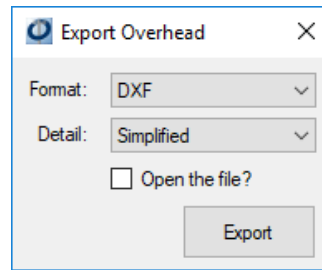 Export Overhead
Format: DXF
Detail: Simplified
Open the file?
Export